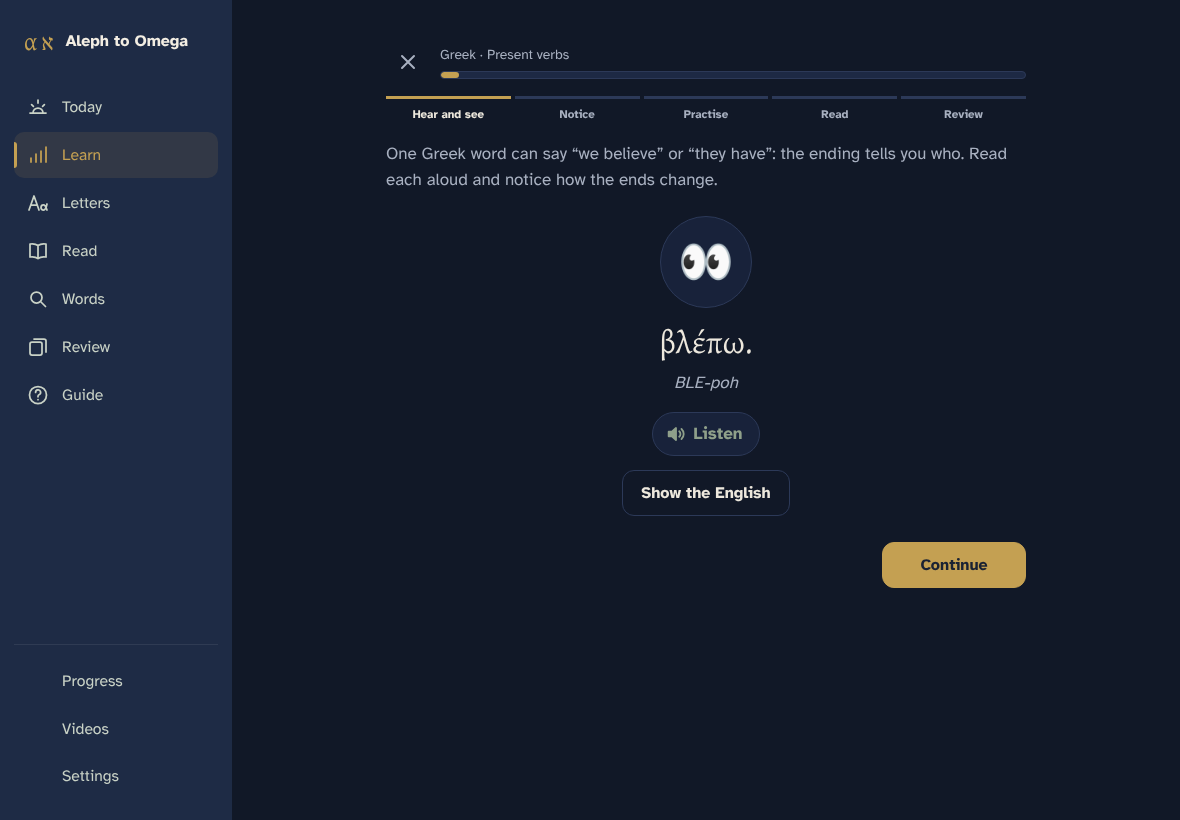 α א Aleph to Omega
Today
Learn
Letters
Read
Words
Review
Guide
Progress
Videos
Settings
Greek · Present verbs
Hear and see
Notice
Practise
Read
Review
One Greek word can say “we believe” or “they have”: the ending tells you who. Read
each aloud and notice how the ends change.
βλέπω.
BLE-poh
Listen
Show the English
Continue